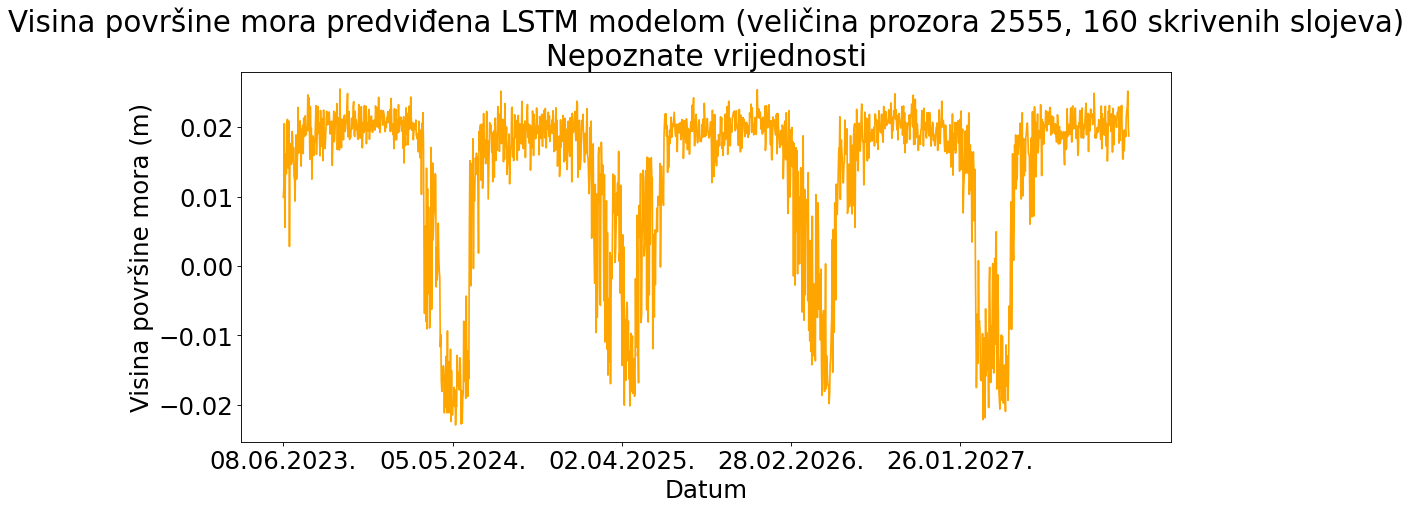 Visina površine mora predviđena LSTM modelom (veličina prozora 2555, 160 skrivenih slojeva)
Nepoznate vrijednosti
Visina površine mora (m)
0.02
0.01
0.00
−0.01
−0.02
08.06.2023. 05.05.2024. 02.04.2025. 28.02.2026. 26.01.2027.
Datum